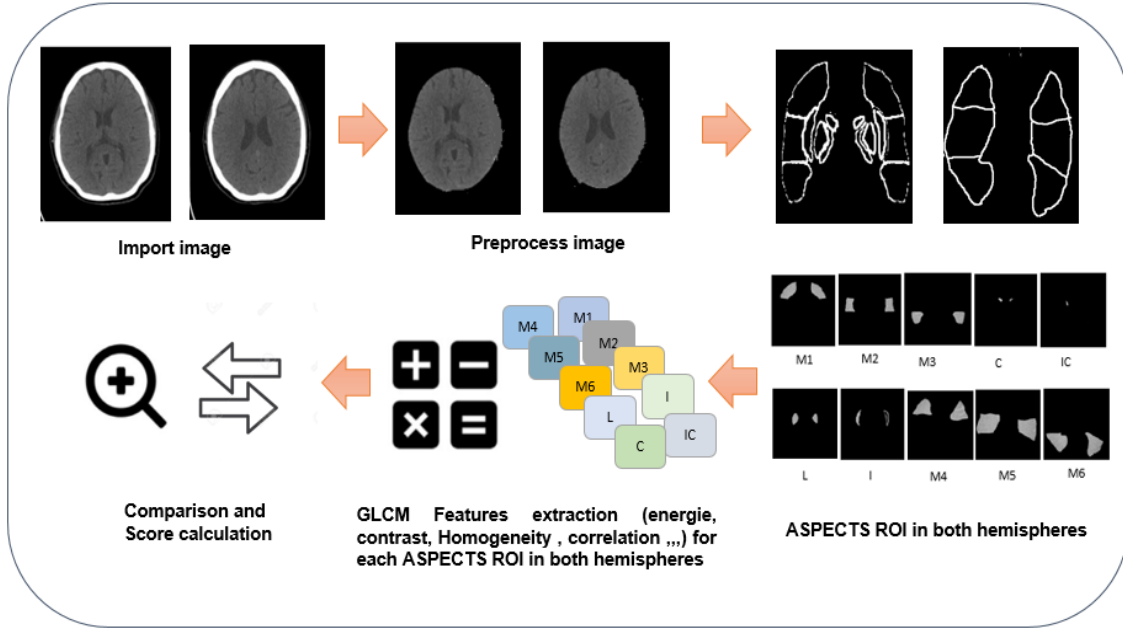 Import image
Preprocess image
M1
M2
M3
C
IC
L
I
M4
M5
M6
ASPECTS ROI in both hemispheres
M4
M1
M5
M2
M6
M3
L
I
C
IC
GLCM Features extraction (energie,
contrast, Homogeneity , correlation ,,,) for
each ASPECTS ROI in both hemispheres
Comparison and
Score calculation